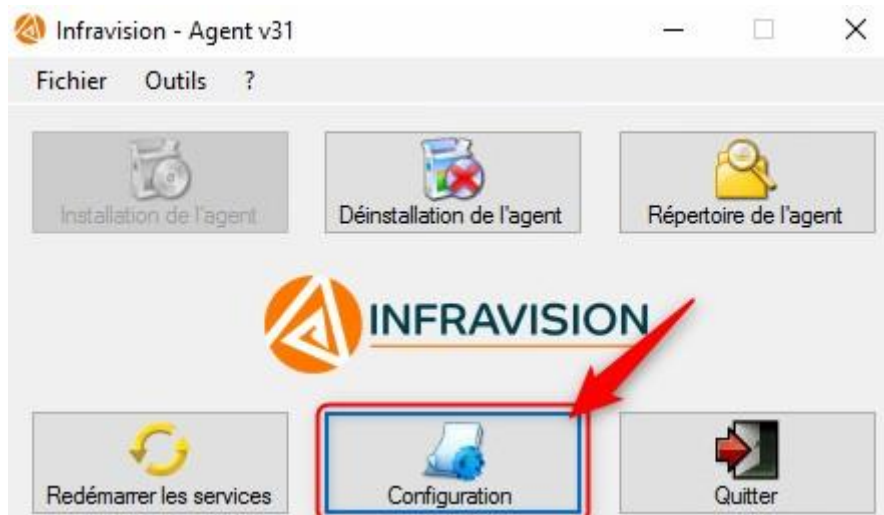 Infravision - Agent v31
Fichier Outils ?
Installation de l'agent
Déinstallation de l'agent
Répertoire de l'agent
INFRAVISION
Redémarrer les services
Configuration
Quitter